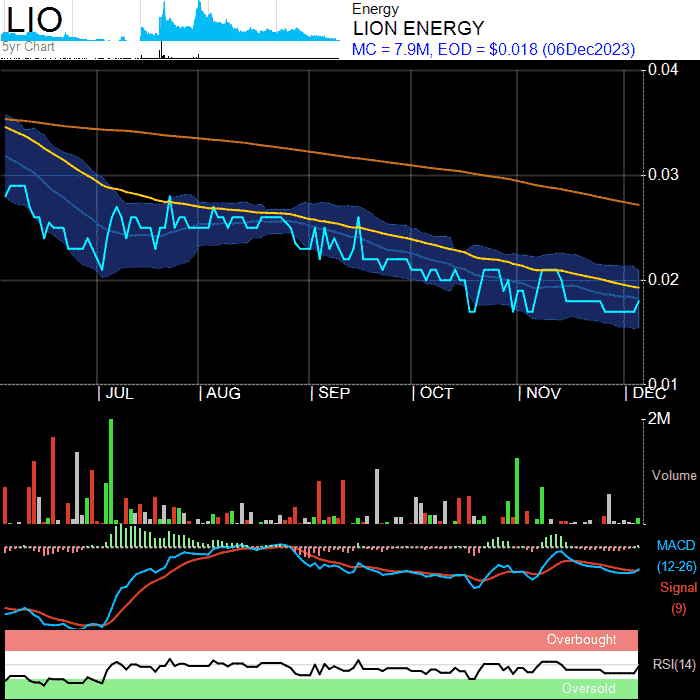 LIO
5yr Chart
Energy
LION ENERGY
MC = 7.9M, EOD = $0.018 (06Dec2023)
0.04
0.03
0.02
0.01
| JUL | AUG | SEP | OCT | NOV | DEC
2M
Volume
MACD
(12-26)
Signal
(9)
Overbought
RSI(14)
Oversold